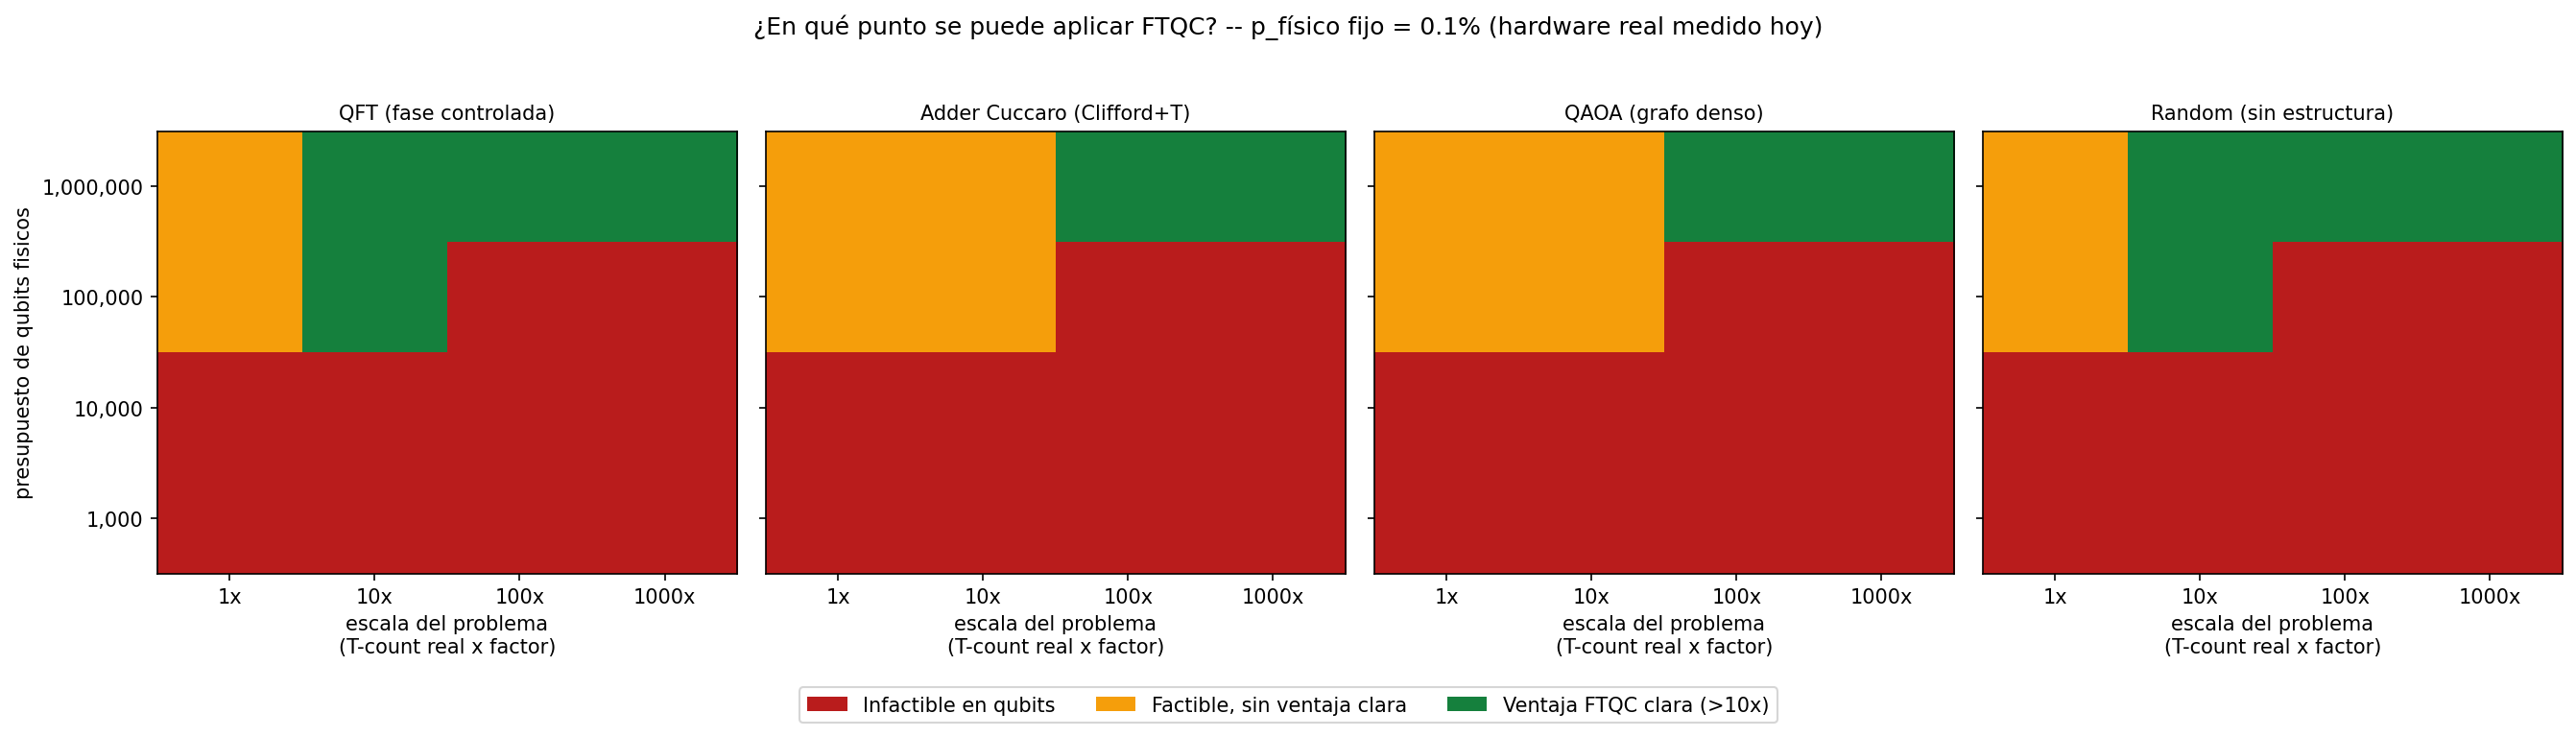 ¿En qué punto se puede aplicar FTQC? -- p_físico fijo = 0.1% (hardware real medido hoy)
QFT (fase controlada)
Adder Cuccaro (Clifford+T)
QAOA (grafo denso)
Random (sin estructura)
presupuesto de qubits fisicos
1,000,000
100,000
10,000
1,000
1x 10x 100x 1000x
escala del problema
(T-count real x factor)
1x 10x 100x 1000x
escala del problema
(T-count real x factor)
1x 10x 100x 1000x
escala del problema
(T-count real x factor)
1x 10x 100x 1000x
escala del problema
(T-count real x factor)
Infactible en qubits
Factible, sin ventaja clara
Ventaja FTQC clara (>10x)